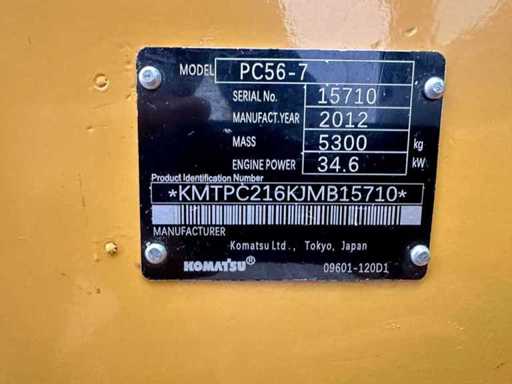 MODEL PC56-7
SERIAL No. 15710
MANUFACT.YEAR 2012
MASS 5300 kg
ENGINE POWER 34.6 kW
Product Identification Number
*KMTPC216KJMB15710*
MANUFACTURER
Komatsu Ltd., Tokyo, Japan
KOMATSU® 09601-120D1